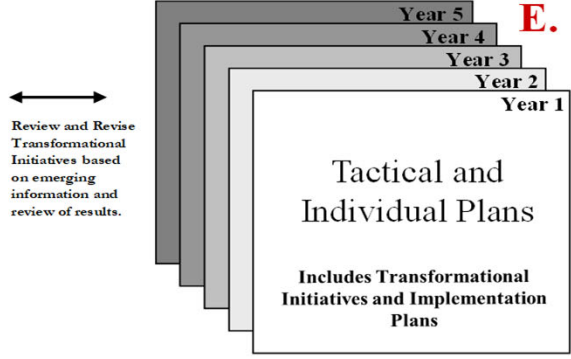 Year 5
E.
Year 4
Year 3
Year 2
Year 1
Review and Revise
Transformational
Initiatives based
on emerging
information and
review of results.
Tactical and
Individual Plans
Includes Transformational
Initiatives and Implementation
Plans